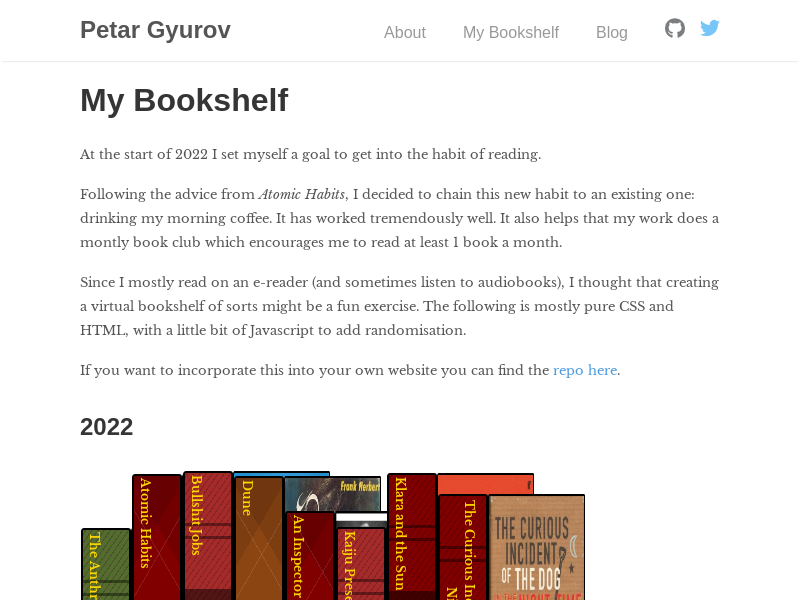 Petar Gyurov
About
My Bookshelf
Blog
My Bookshelf
At the start of 2022 I set myself a goal to get into the habit of reading.
Following the advice from Atomic Habits, I decided to chain this new habit to an existing one:
drinking my morning coffee. It has worked tremendously well. It also helps that my work does a
montly book club which encourages me to read at least 1 book a month.
Since I mostly read on an e-reader (and sometimes listen to audiobooks), I thought that creating
a virtual bookshelf of sorts might be a fun exercise. The following is mostly pure CSS and
HTML, with a little bit of Javascript to add randomisation.
If you want to incorporate this into your own website you can find the repo here.
2022
The Anthr
Atomic Habits
Bullshit Jobs
Dune
Frank Herbert
An Inspector
Kaiju Prese
Klara and the Sun
The Curious Inc
THE CURIOUS
INCIDENT
OF THE DOG
IN THE NIGHT-TIME